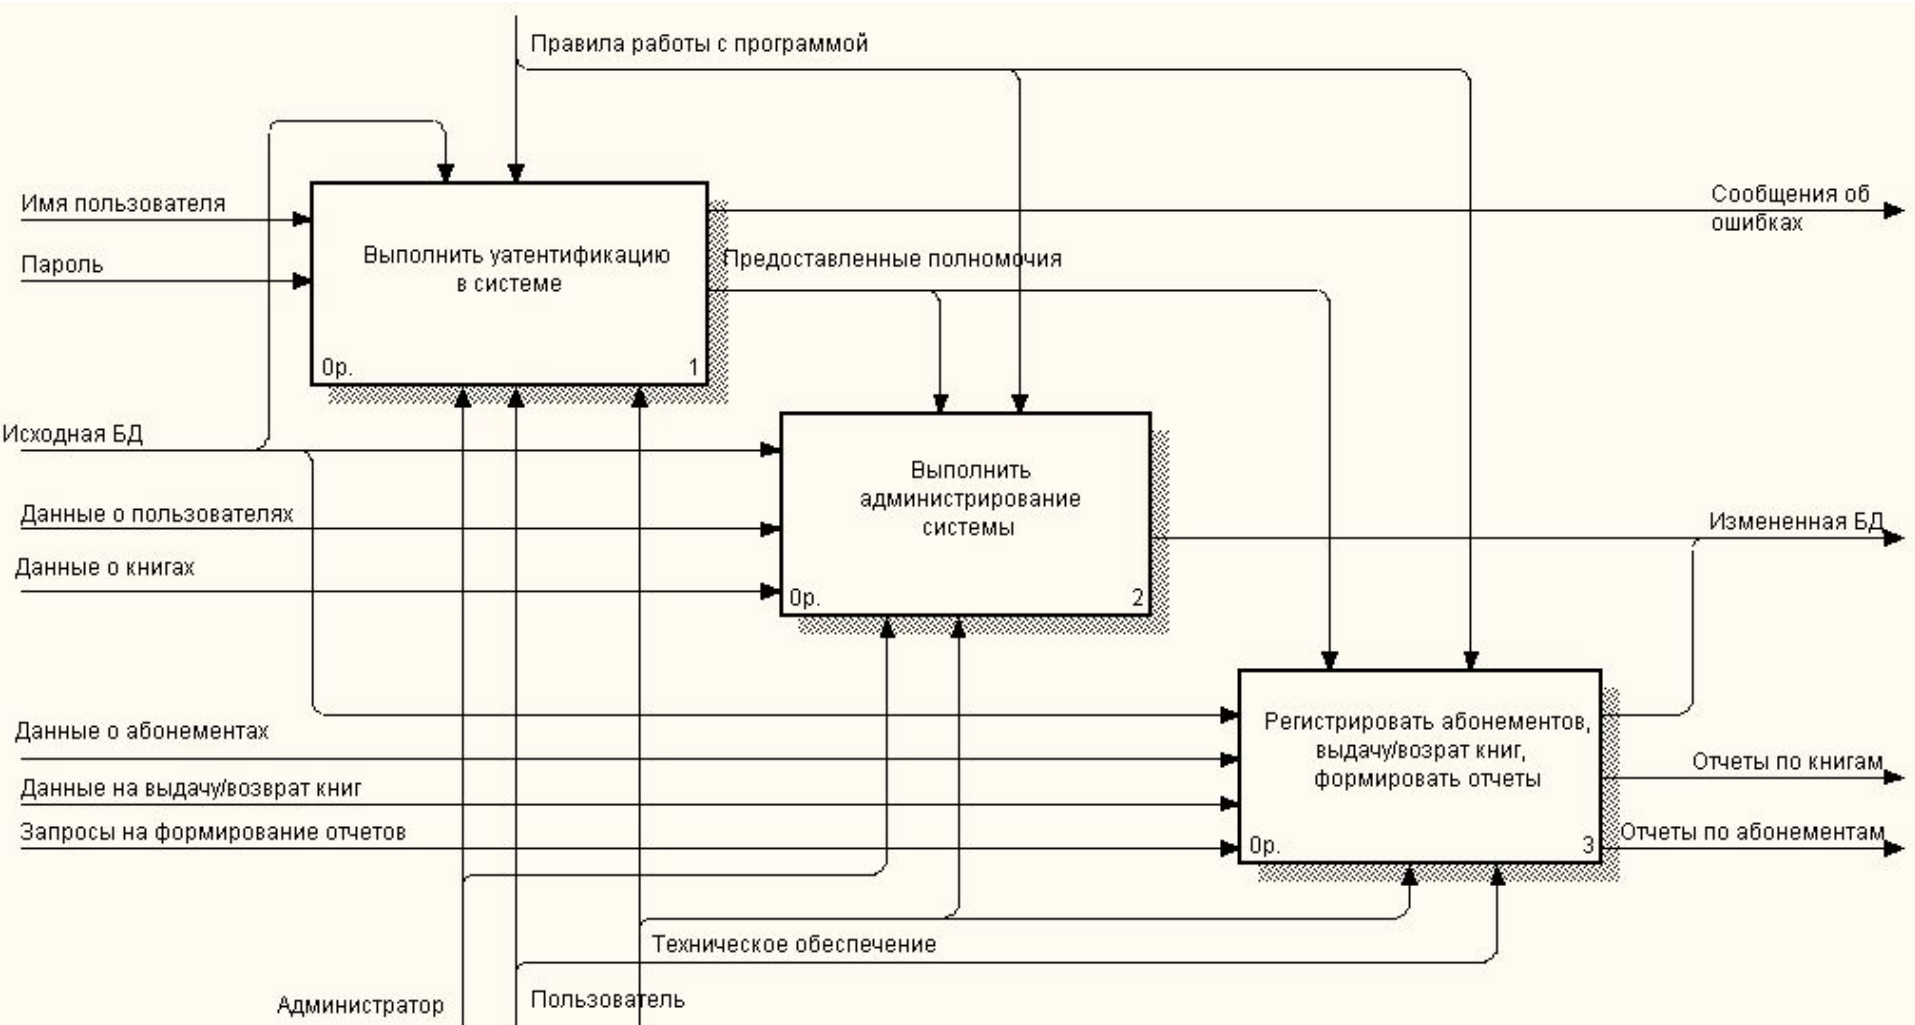 Правила работы с программой
Имя пользователя
Пароль
Выполнить уатентификацию
в системе
0р.
1
Сообщения об
ошибках
Предоставленные полномочия
Исходная БД
Данные о пользователях
Данные о книгах
Выполнить
администрирование
системы
0р.
2
Измененная БД
Данные о абонементах
Данные на выдачу/возврат книг
Запросы на формирование отчетов
Регистрировать абонементов,
выдачу/возрат книг,
формировать отчеты
0р.
3
Отчеты по книгам
Отчеты по абонементам
Техническое обеспечение
Администратор
Пользователь